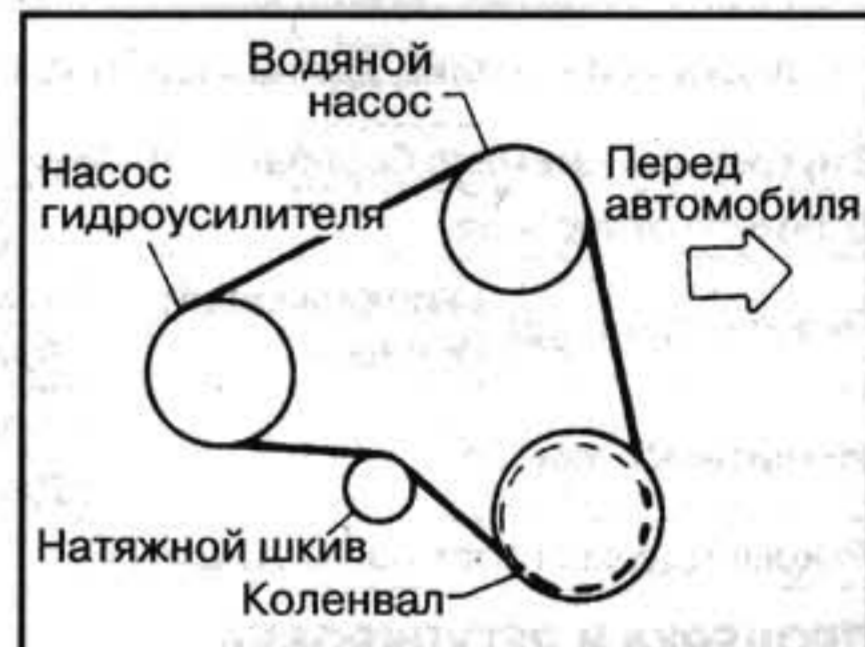 Водяной
насос
Насос
гидроусилителя
Перед
автомобиля
Натяжной шкив
Коленвал